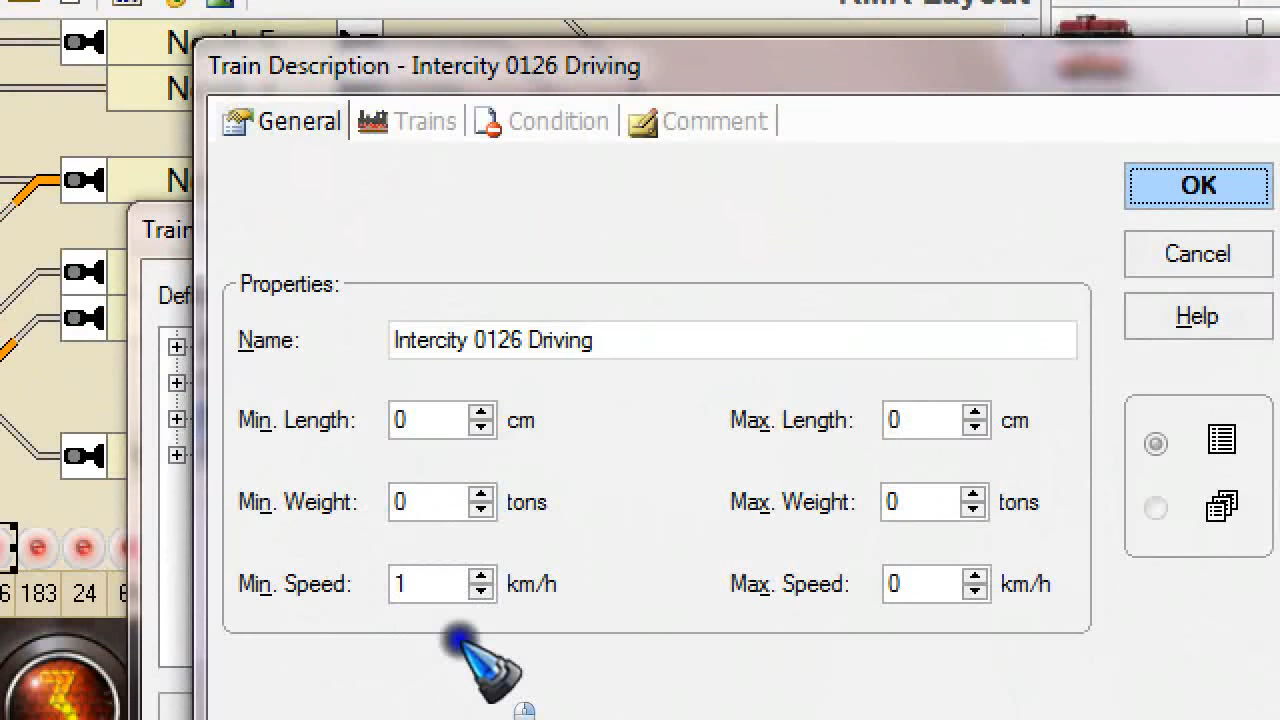 Train Description - Intercity 0126 Driving
General Trains Condition Comment
OK
Cancel
Help
Properties:
Name: Intercity 0126 Driving
Min. Length: 0 cm Max. Length: 0 cm
Min. Weight: 0 tons Max. Weight: 0 tons
Min. Speed: 1 km/h Max. Speed: 0 km/h
Train
183 24